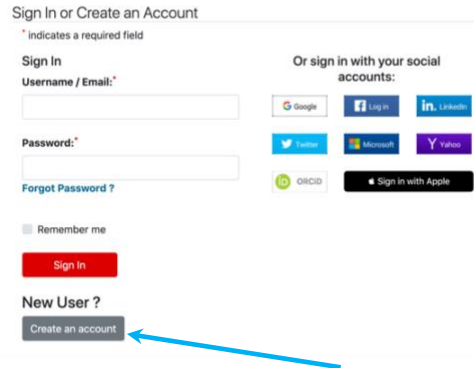 Sign In or Create an Account
* indicates a required field
Sign In
Username / Email:*
Password:*
Forgot Password ?
Remember me
Sign In
New User ?
Create an account
Or sign in with your social
accounts:
Google
Log in
in. LinkedIn
Twitter
Microsoft
Y Yahoo
iD ORCID
Sign in with Apple